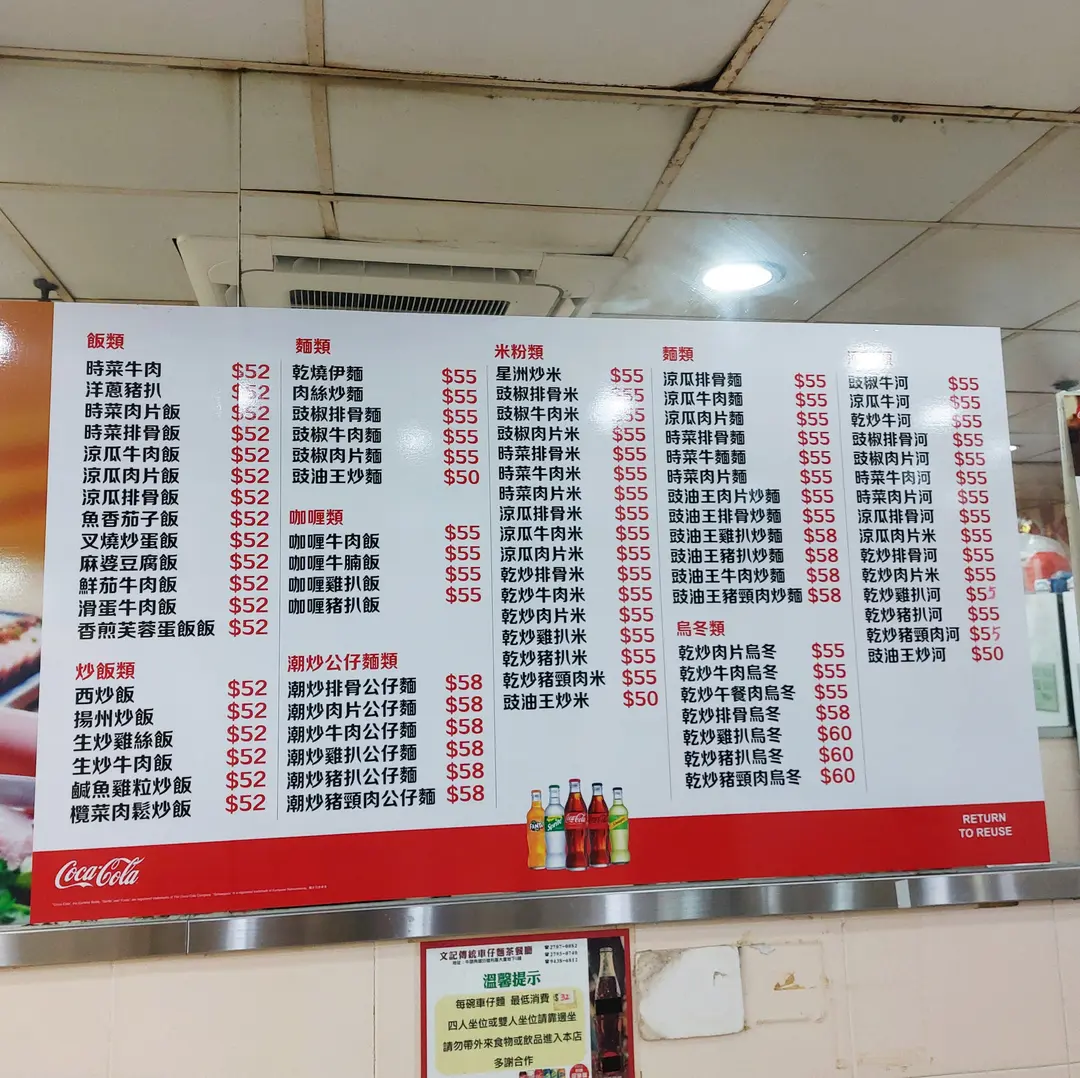 飯類
時菜牛肉 $52
洋蔥豬扒 $52
時菜肉片飯 $52
時菜排骨飯 $52
涼瓜牛肉飯 $52
涼瓜肉片飯 $52
涼瓜排骨飯 $52
魚香茄子飯 $52
叉燒炒蛋飯 $52
麻婆豆腐飯 $52
鮮茄牛肉飯 $52
滑蛋牛肉飯 $52
香煎芙蓉蛋飯飯 $52
炒飯類
西炒飯 $52
揚州炒飯 $52
生炒雞絲飯 $52
生炒牛肉飯 $52
鹹魚雞粒炒飯 $52
欖菜肉鬆炒飯 $52
麵類
乾燒伊麵 $55
肉絲炒麵 $55
豉椒排骨麵 $55
豉椒牛肉麵 $55
豉椒肉片麵 $55
豉油王炒麵 $50
咖喱類
咖喱牛肉飯 $55
咖喱牛腩飯 $55
咖喱雞扒飯 $55
咖喱豬扒飯 $55
潮炒公仔麵類
潮炒排骨公仔麵 $58
潮炒肉片公仔麵 $58
潮炒牛肉公仔麵 $58
潮炒雞扒公仔麵 $58
潮炒豬扒公仔麵 $58
潮炒豬頸肉公仔麵 $58
米粉類
星洲炒米 $55
豉椒排骨米 $55
豉椒牛肉米 $55
豉椒肉片米 $55
時菜排骨米 $55
時菜牛肉米 $55
時菜肉片米 $55
涼瓜排骨米 $55
涼瓜牛肉米 $55
涼瓜肉片米 $55
乾炒排骨米 $55
乾炒牛肉米 $55
乾炒肉片米 $55
乾炒雞扒米 $55
乾炒豬扒米 $55
乾炒豬頸肉米 $55
豉油王炒米 $50
麵類
涼瓜排骨麵 $55
涼瓜牛肉麵 $55
涼瓜肉片麵 $55
時菜排骨麵 $55
時菜牛麵麵 $55
時菜肉片麵 $55
豉油王肉片炒麵 $55
豉油王排骨炒麵 $55
豉油王雞扒炒麵 $58
豉油王豬扒炒麵 $58
豉油王牛肉炒麵 $58
豉油王豬頸肉炒麵 $58
烏冬類
乾炒肉片烏冬 $55
乾炒牛肉烏冬 $55
乾炒午餐肉烏冬 $55
乾炒排骨烏冬 $58
乾炒雞扒烏冬 $60
乾炒豬扒烏冬 $60
乾炒豬頸肉烏冬 $60
豉椒牛河 $55
涼瓜牛河 $55
乾炒牛河 $55
豉椒排骨河 $55
豉椒肉片河 $55
時菜牛肉河 $55
時菜肉片河 $55
涼瓜排骨河 $55
涼瓜肉片米 $55
乾炒排骨河 $55
乾炒肉片米 $55
乾炒雞扒河 $55
乾炒豬扒河 $55
乾炒豬頸肉河 $55
豉油王炒河 $50
Coca-Cola
RETURN
TO REUSE
文記傳統車仔麵茶餐廳
溫馨提示
每碗車仔麵 最低消費 $32
四人坐位或雙人坐位請靠邊坐
請勿帶外來食物或飲品進入本店
多謝合作